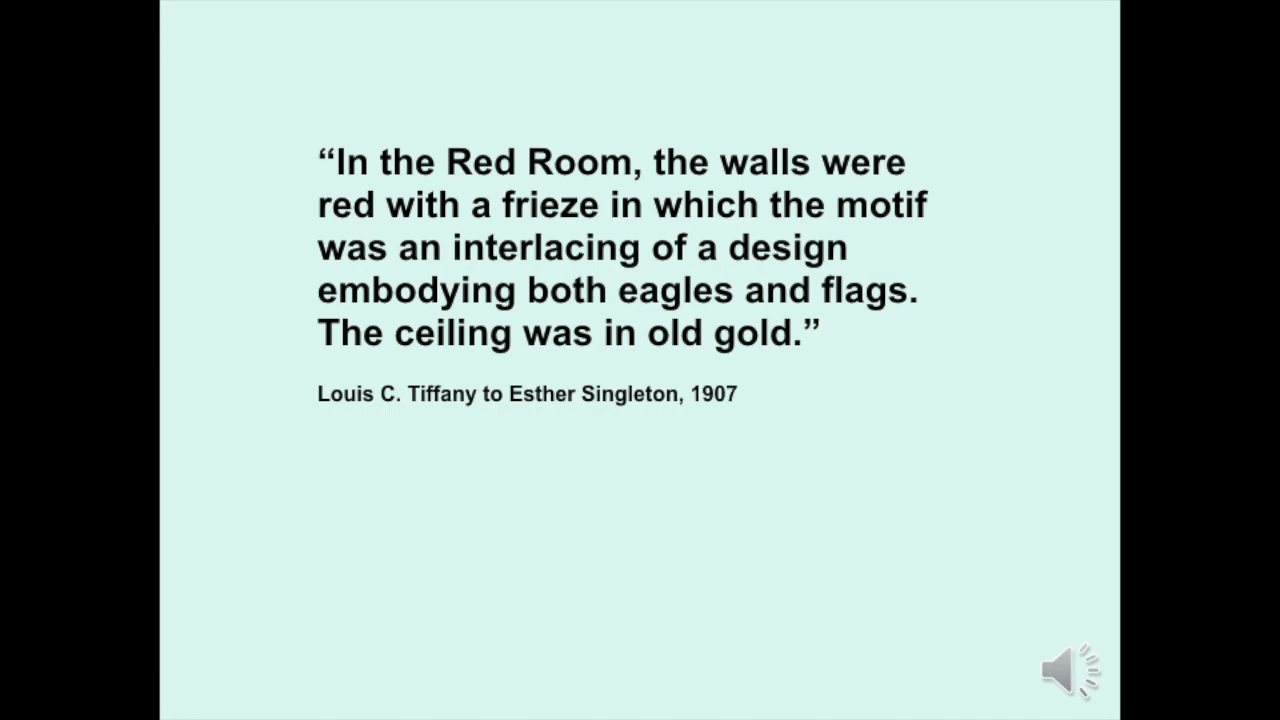 “In the Red Room, the walls were
red with a frieze in which the motif
was an interlacing of a design
embodying both eagles and flags.
The ceiling was in old gold.”
Louis C. Tiffany to Esther Singleton, 1907